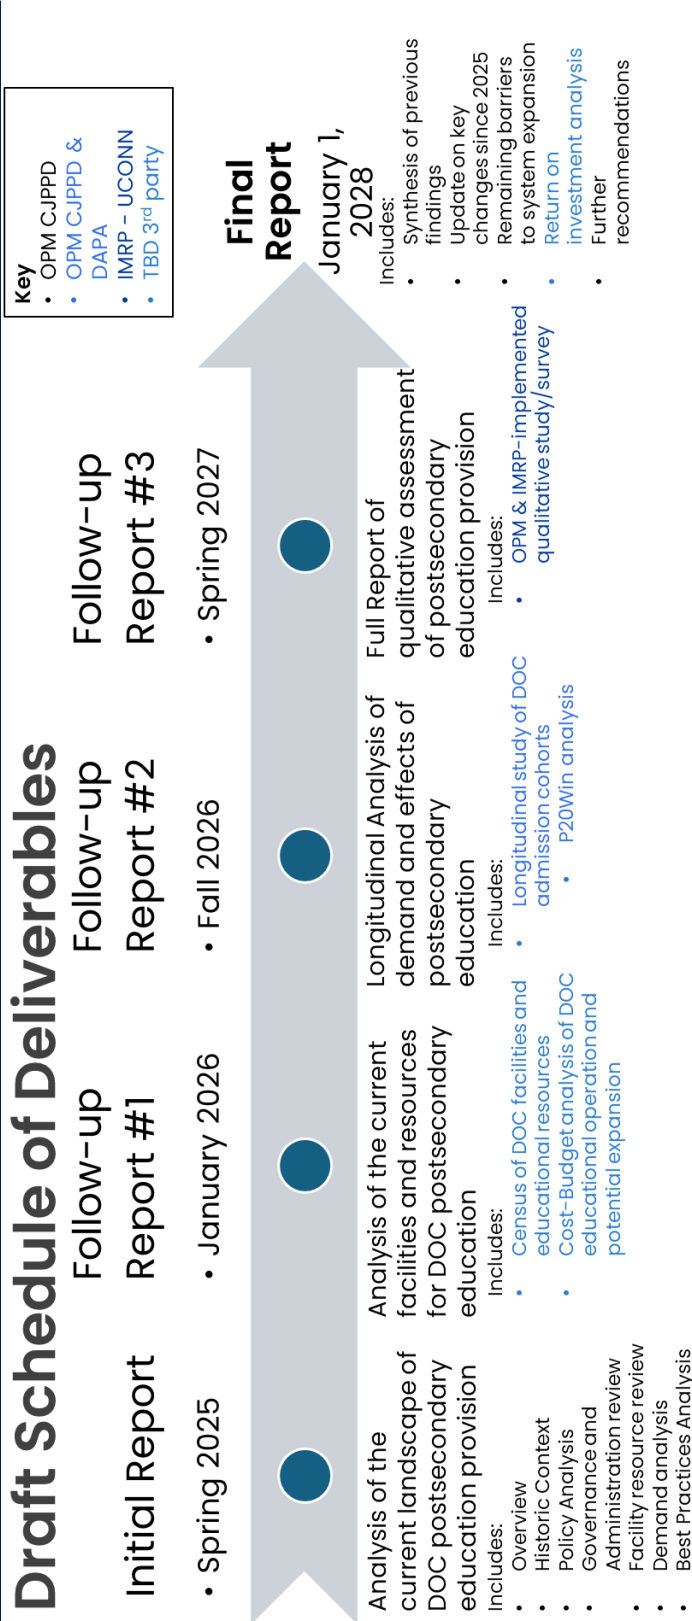 Draft Schedule of Deliverables
Key
• OPM CJPPD
• OPM CJPPD &
DAPA
• IMRP - UCONN
• TBD 3rd party
Initial Report
• Spring 2025
Analysis of the
current landscape of
DOC postsecondary
education provision
Includes:
• Overview
• Historic Context
• Policy Analysis
• Governance and
Administration review
• Facility resource review
• Demand analysis
• Best Practices Analysis
Follow-up
Report #1
• January 2026
Analysis of the current
facilities and resources
for DOC postsecondary
education
Includes:
• Census of DOC facilities and
educational resources
• Cost-Budget analysis of DOC
educational operation and
potential expansion
Follow-up
Report #2
• Fall 2026
Longitudinal Analysis of
demand and effects of
postsecondary
education
Includes:
• Longitudinal study of DOC
admission cohorts
• P20Win analysis
Follow-up
Report #3
• Spring 2027
Full Report of
qualitative assessment
of postsecondary
education provision
Includes:
• OPM & IMRP-implemented
qualitative study/survey
Final
Report
January 1,
2028
Includes:
• Synthesis of previous
findings
• Update on key
changes since 2025
• Remaining barriers
to system expansion
• Return on
investment analysis
• Further
recommendations